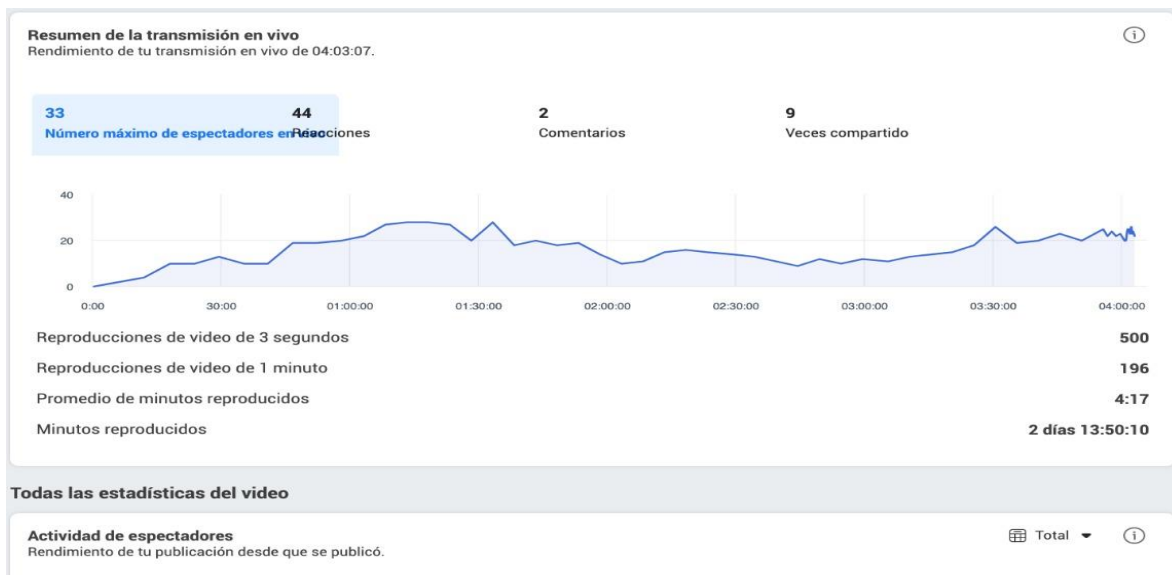 Resumen de la transmisión en vivo
Rendimiento de tu transmisión en vivo de 04:03:07.
33
Número máximo de espectadores en vivo
44
Reacciones
2
Comentarios
9
Veces compartido
40
20
0
0:00 30:00 01:00:00 01:30:00 02:00:00 02:30:00 03:00:00 03:30:00 04:00:00
Reproducciones de video de 3 segundos 500
Reproducciones de video de 1 minuto 196
Promedio de minutos reproducidos 4:17
Minutos reproducidos 2 días 13:50:10
Todas las estadísticas del video
Actividad de espectadores Total
Rendimiento de tu publicación desde que se publicó.